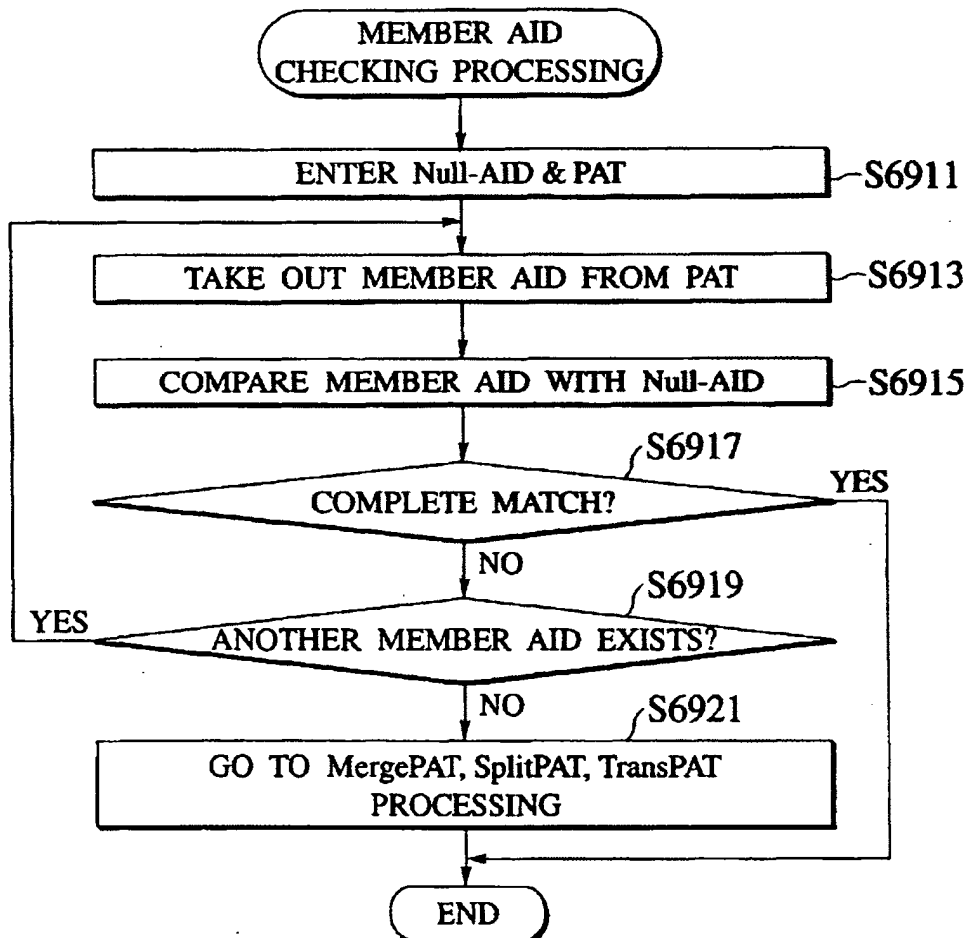 MEMBER AID
CHECKING PROCESSING
ENTER Null-AID & PAT
S6911
TAKE OUT MEMBER AID FROM PAT
S6913
COMPARE MEMBER AID WITH Null-AID
S6915
S6917
COMPLETE MATCH?
YES
NO
S6919
YES
ANOTHER MEMBER AID EXISTS?
NO
S6921
GO TO MergePAT, SplitPAT, TransPAT
PROCESSING
END